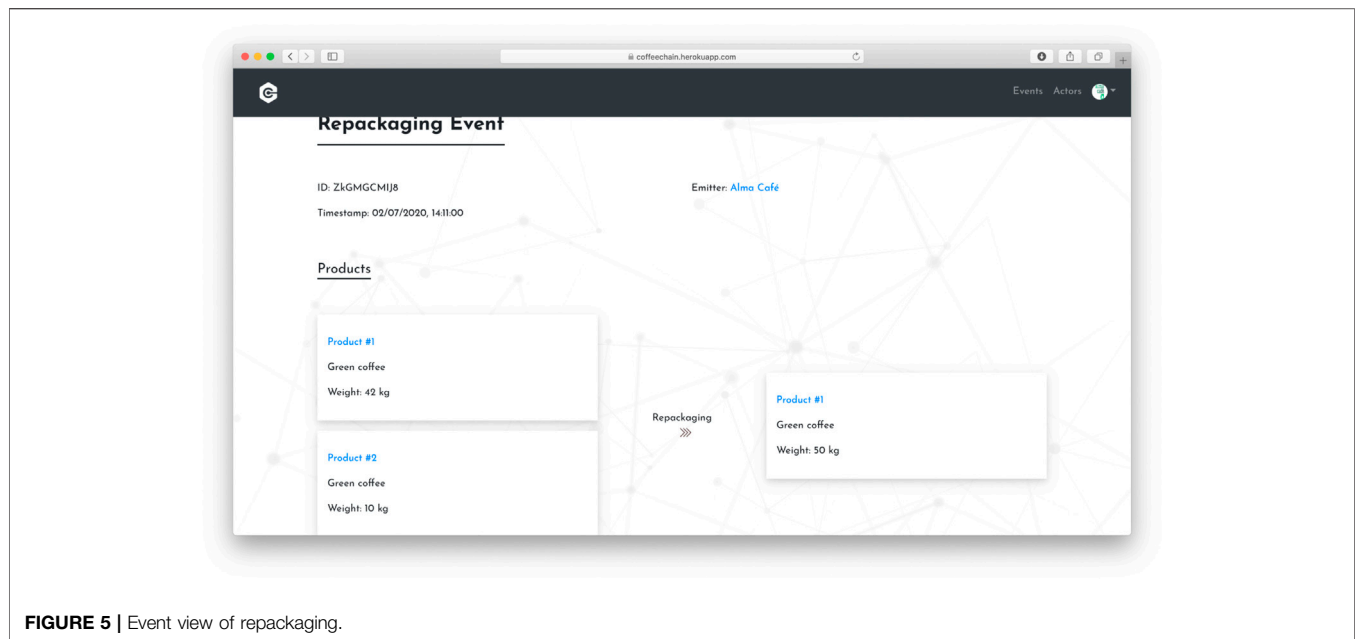 coffeechain.herokuapp.com
Events Actors
Repackaging Event
ID: ZkGMGCMIJ8
Emitter: Alma Café
Timestamp: 02/07/2020, 14:11:00
Products
Product #1
Green coffee
Weight: 42 kg
Product #2
Green coffee
Weight: 10 kg
Repackaging
Product #1
Green coffee
Weight: 50 kg
FIGURE 5 | Event view of repackaging.